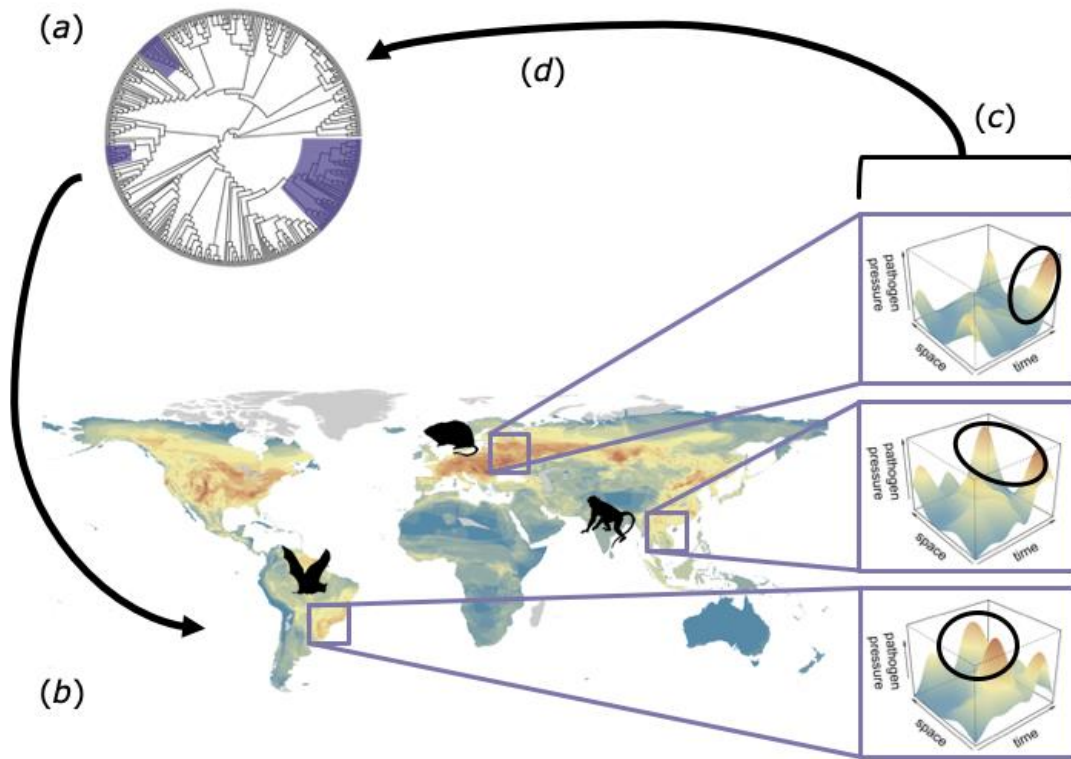 (a)
(d)
(c)
pathogen
pressure
space
time
pathogen
pressure
space
time
(b)
pathogen
pressure
space
time